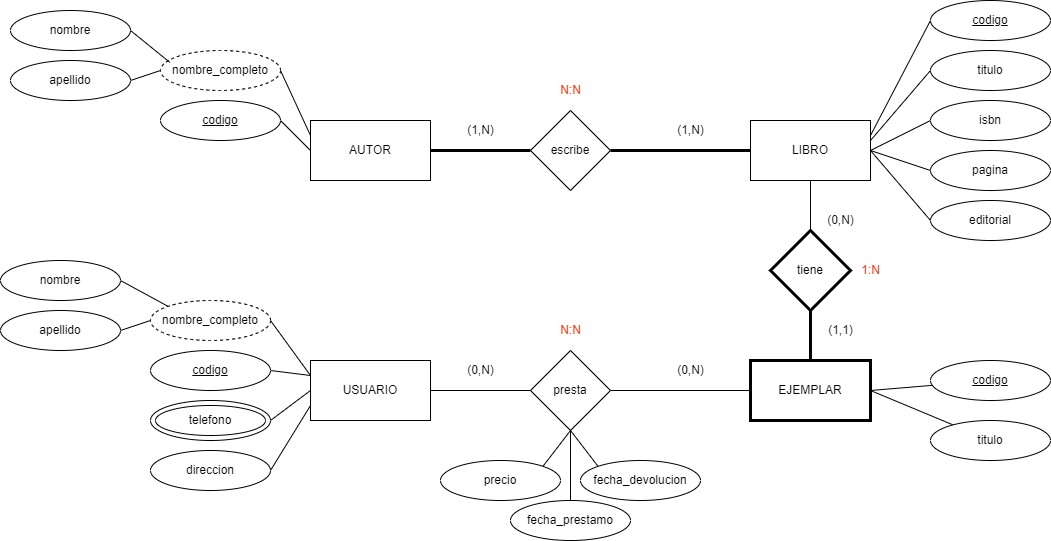 nombre
apellido
nombre_completo
codigo
AUTOR
(1,N)
N:N
escribe
(1,N)
LIBRO
codigo
titulo
isbn
pagina
editorial
(0,N)
tiene
1:N
(1,1)
nombre
apellido
nombre_completo
codigo
telefono
direccion
USUARIO
(0,N)
N:N
presta
(0,N)
EJEMPLAR
codigo
titulo
precio
fecha_devolucion
fecha_prestamo